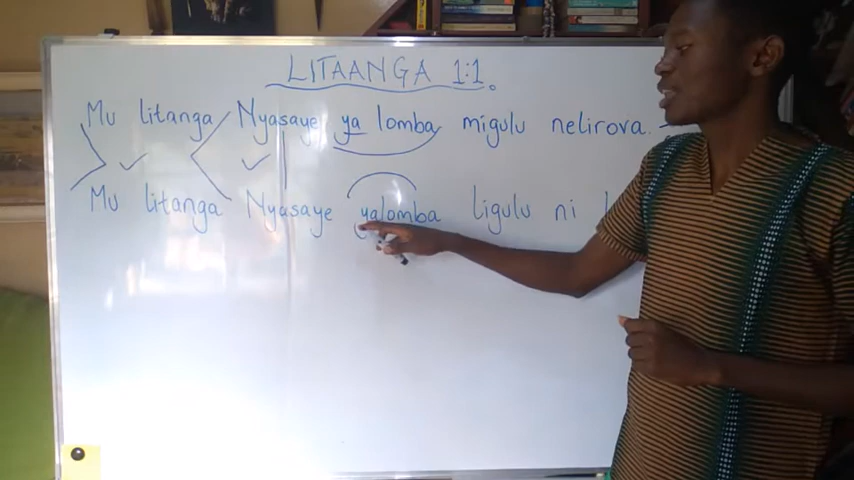 LITAANGA 1:1.
Mu litanga Nyasaye ya lomba migulu nelirova.
Mu litanga Nyasaye yalomba Ligulu ni